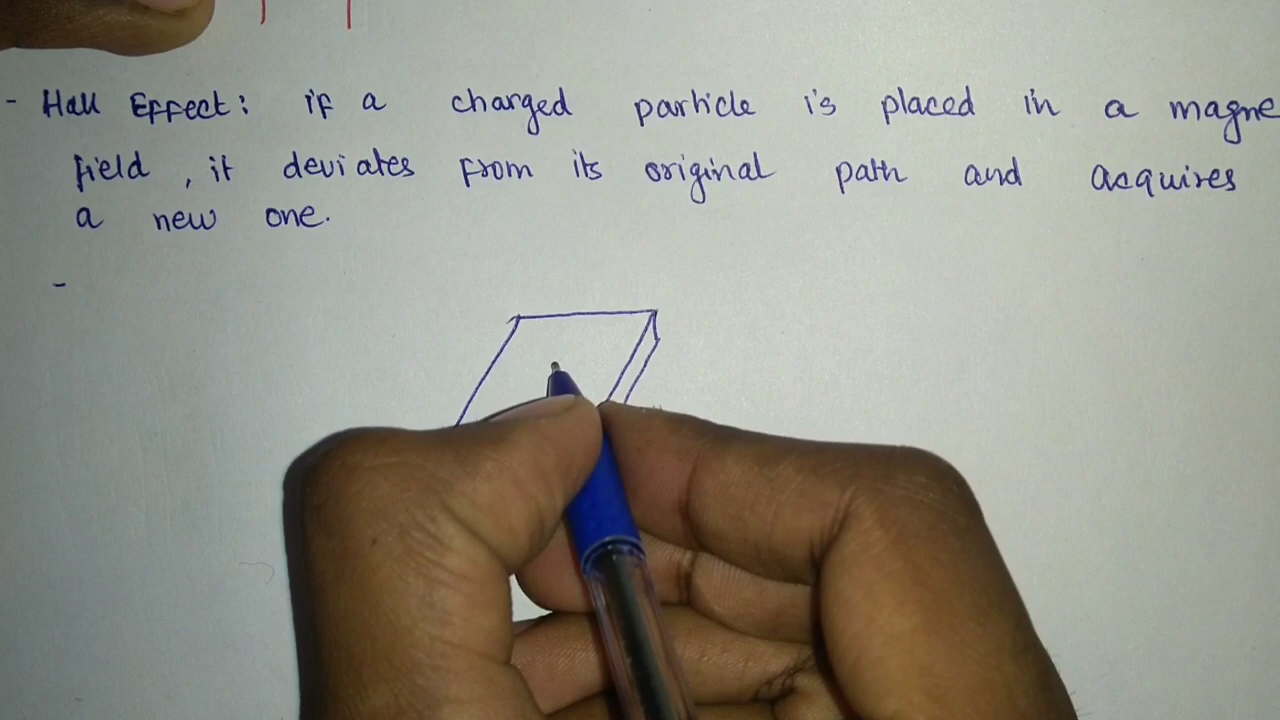 - Hall Effect: if a charged particle is placed in a magne
field, it deviates from its original path and acquires
a new one.
-